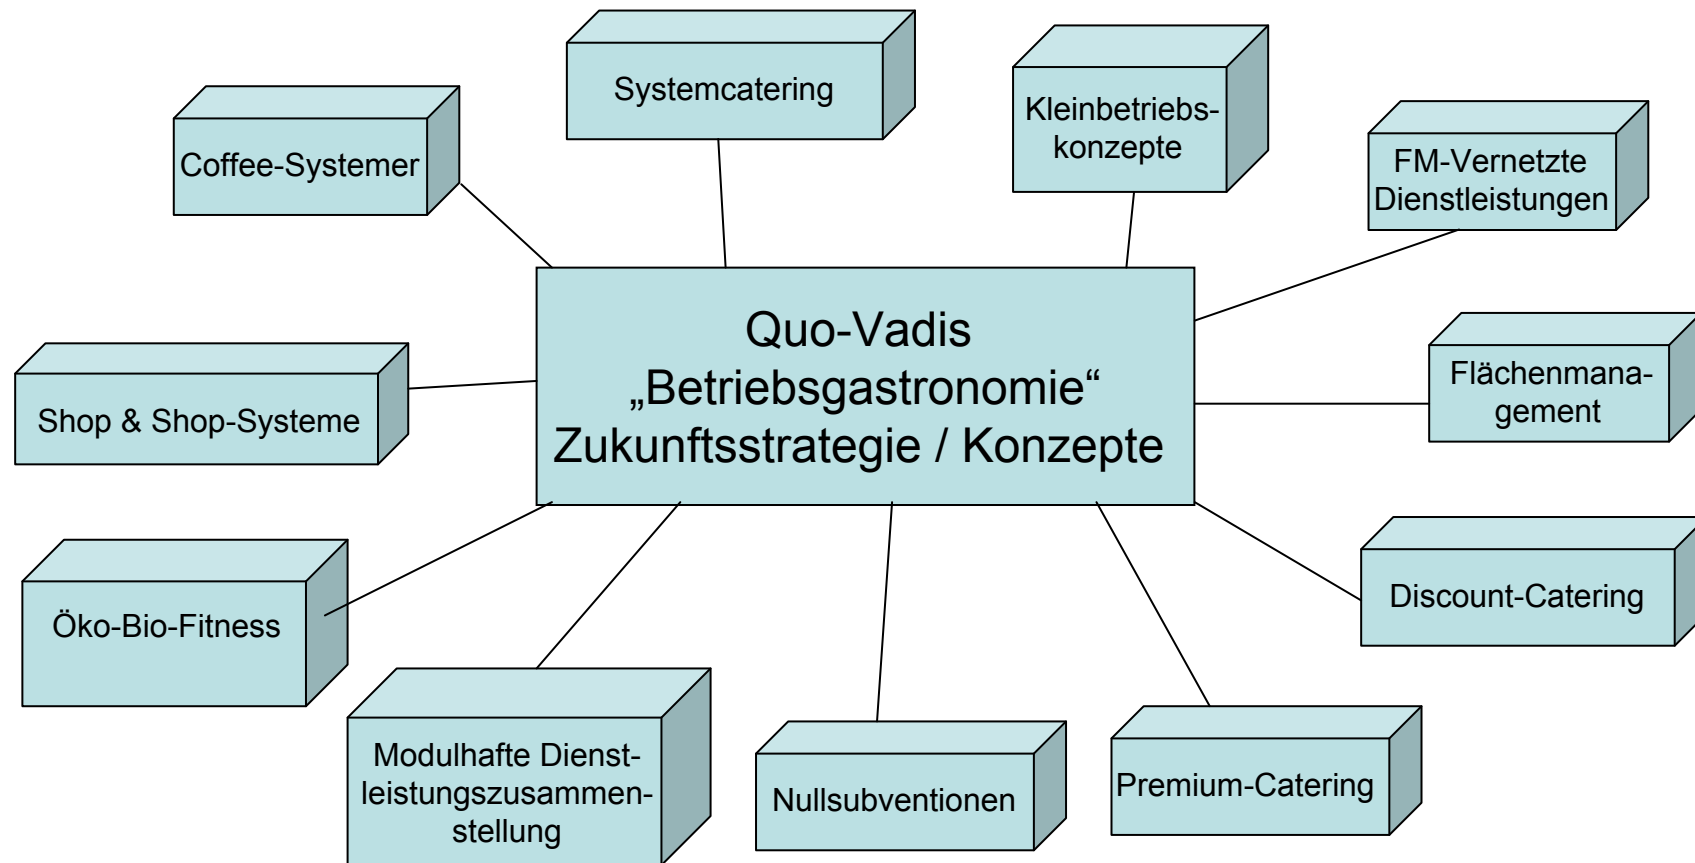 Systemcatering
Kleinbetriebs-
konzepte
Coffee-Systemer
FM-Vernetzte
Dienstleistungen
Quo-Vadis
„Betriebsgastronomie“
Zukunftsstrategie / Konzepte
Flächenmana-
gement
Shop & Shop-Systeme
Discount-Catering
Öko-Bio-Fitness
Modulhafte Dienst-
leistungszusammen-
stellung
Nullsubventionen
Premium-Catering